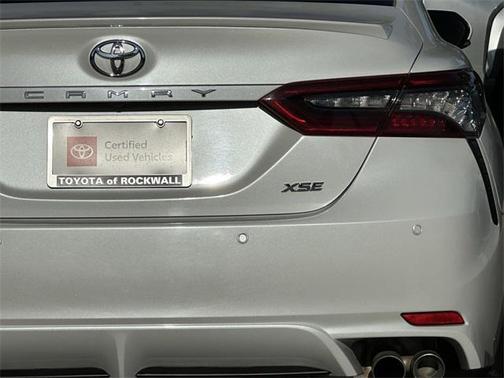 CAMRY
Certified
Used Vehicles
TOYOTA of ROCKWALL
XSE